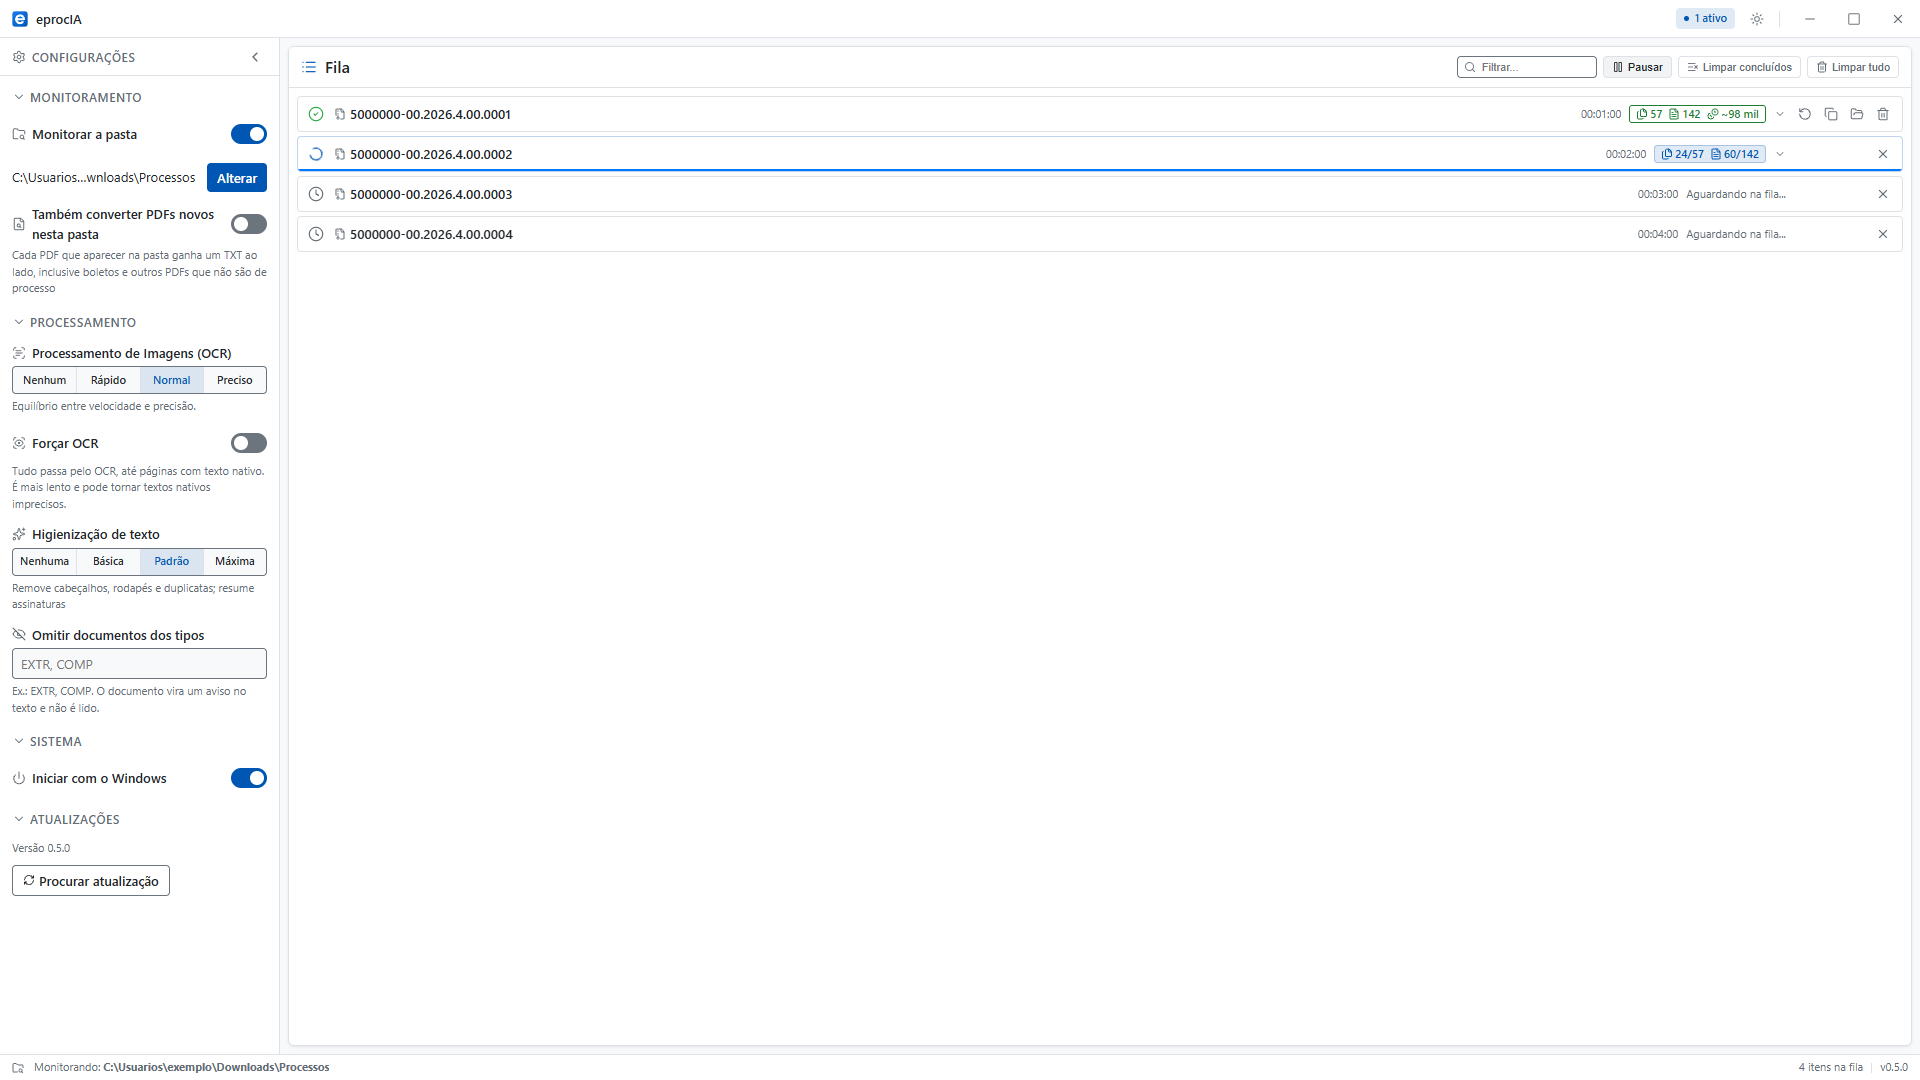 eprocIA
1 ativo
CONFIGURAÇÕES
MONITORAMENTO
Monitorar a pasta
C:\Usuarios...wnloads\Processos
Alterar
Também converter PDFs novos
nesta pasta
Cada PDF que aparecer na pasta ganha um TXT ao
lado, inclusive boletos e outros PDFs que não são de
processo
PROCESSAMENTO
Processamento de Imagens (OCR)
Nenhum Rápido Normal Preciso
Equilíbrio entre velocidade e precisão.
Forçar OCR
Tudo passa pelo OCR, até páginas com texto nativo.
É mais lento e pode tornar textos nativos
imprecisos.
Higienização de texto
Nenhuma Básica Padrão Máxima
Remove cabeçalhos, rodapés e duplicatas; resume
assinaturas
Omitir documentos dos tipos
EXTR, COMP
Ex.: EXTR, COMP. O documento vira um aviso no
texto e não é lido.
SISTEMA
Iniciar com o Windows
ATUALIZAÇÕES
Versão 0.5.0
Procurar atualização
Fila
Filtrar...
Pausar
Limpar concluídos
Limpar tudo
5000000-00.2026.4.00.0001 00:01:00 57 142 ~98 mil
5000000-00.2026.4.00.0002 00:02:00 24/57 60/142
5000000-00.2026.4.00.0003 00:03:00 Aguardando na fila...
5000000-00.2026.4.00.0004 00:04:00 Aguardando na fila...
Monitorando: C:\Usuarios\exemplo\Downloads\Processos
4 itens na fila
v0.5.0